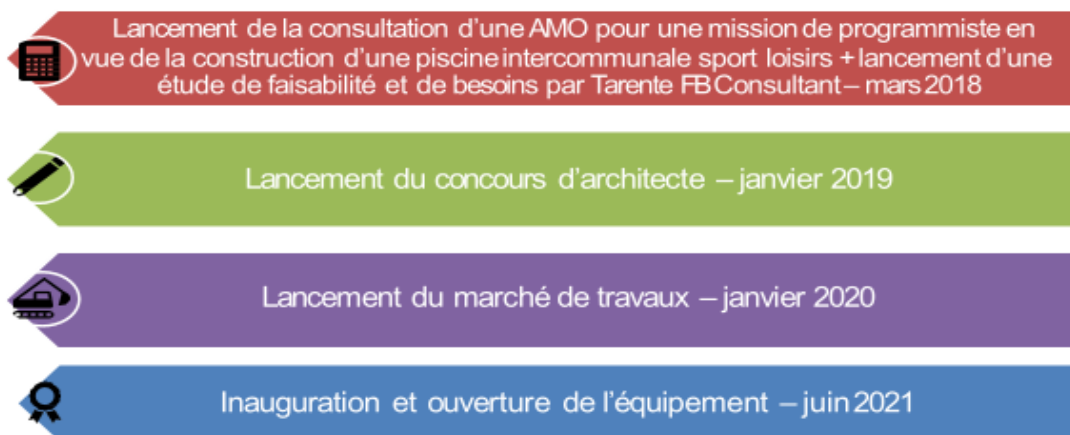 Lancement de la consultation d'une AMO pour une mission de programmiste en
vue de la construction d'une piscine intercommunale sport loisirs + lancement d'une
étude de faisabilité et de besoins par Tarente FB Consultant – mars 2018
Lancement du concours d'architecte – janvier 2019
Lancement du marché de travaux – janvier 2020
Inauguration et ouverture de l'équipement – juin 2021